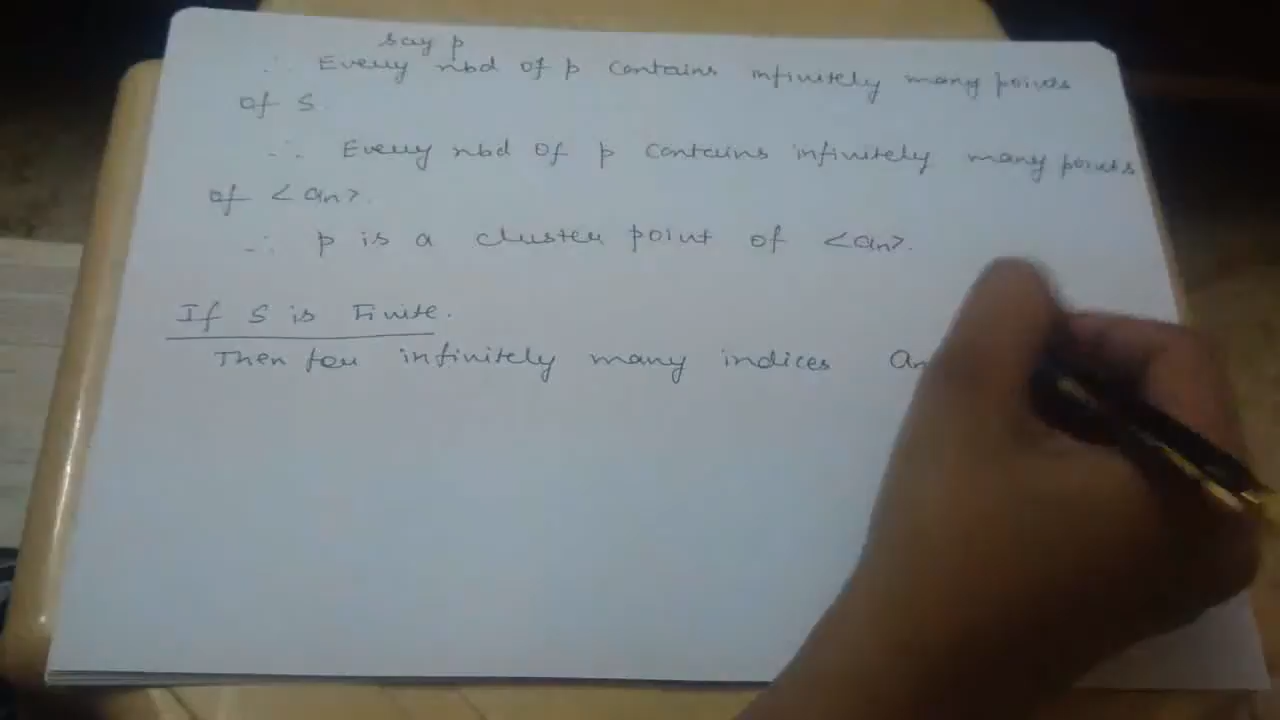 say p
∴ Every nbd of p contains infinitely many points
of S.
∴ Every nbd of p contains infinitely many points
of <an>.
∴ p is a cluster point of <an>.
If S is Finite.
Then for infinitely many indices an